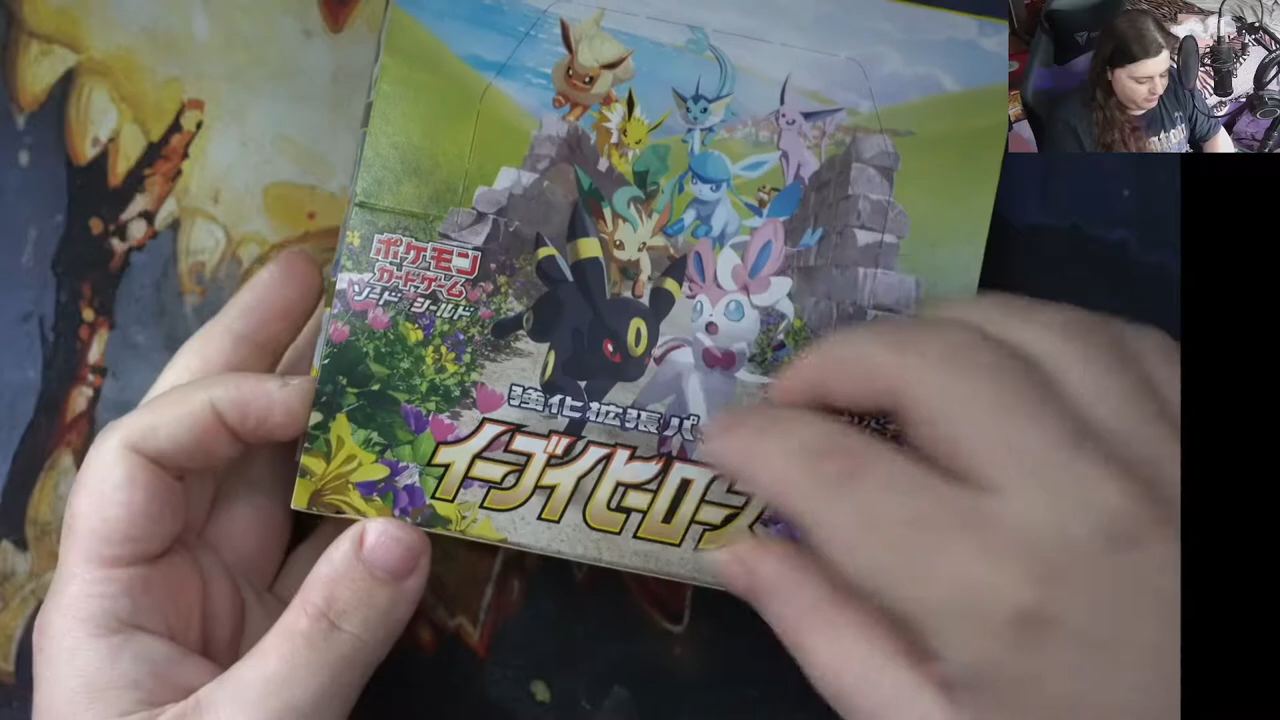 ポケモン
カードゲーム
ソード&シールド
強化拡張パ
イーブイヒーロー